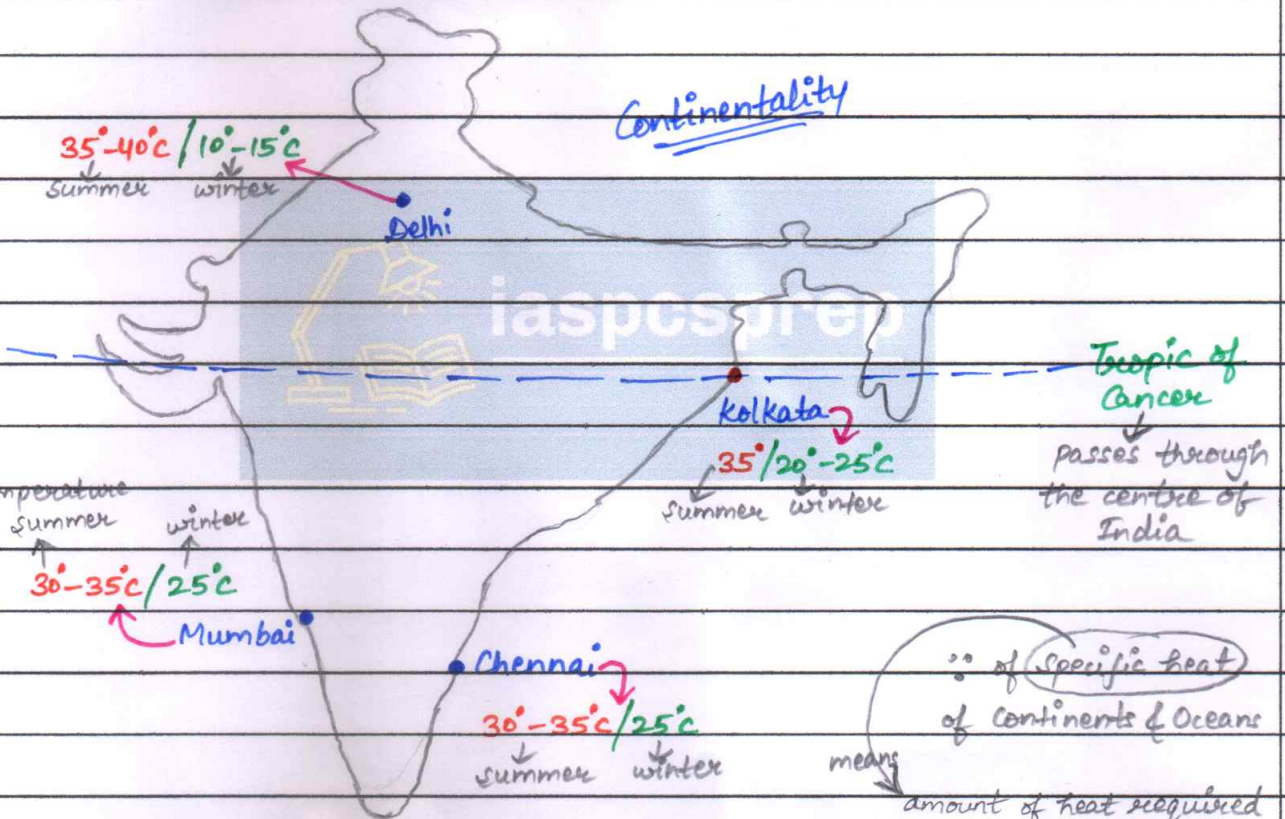 Continentality
35°-40°C / 10°-15°C
summer winter
Delhi
iaspcsprep
Tropic of
Cancer
passes through
the centre of
India
Kolkata
35°/20°-25°C
summer winter
summer winter
30°-35°C/25°C
Mumbai
Chennai
30°-35°C/25°C
summer winter
∵ of specific heat
of Continents & Oceans
means
amount of heat required